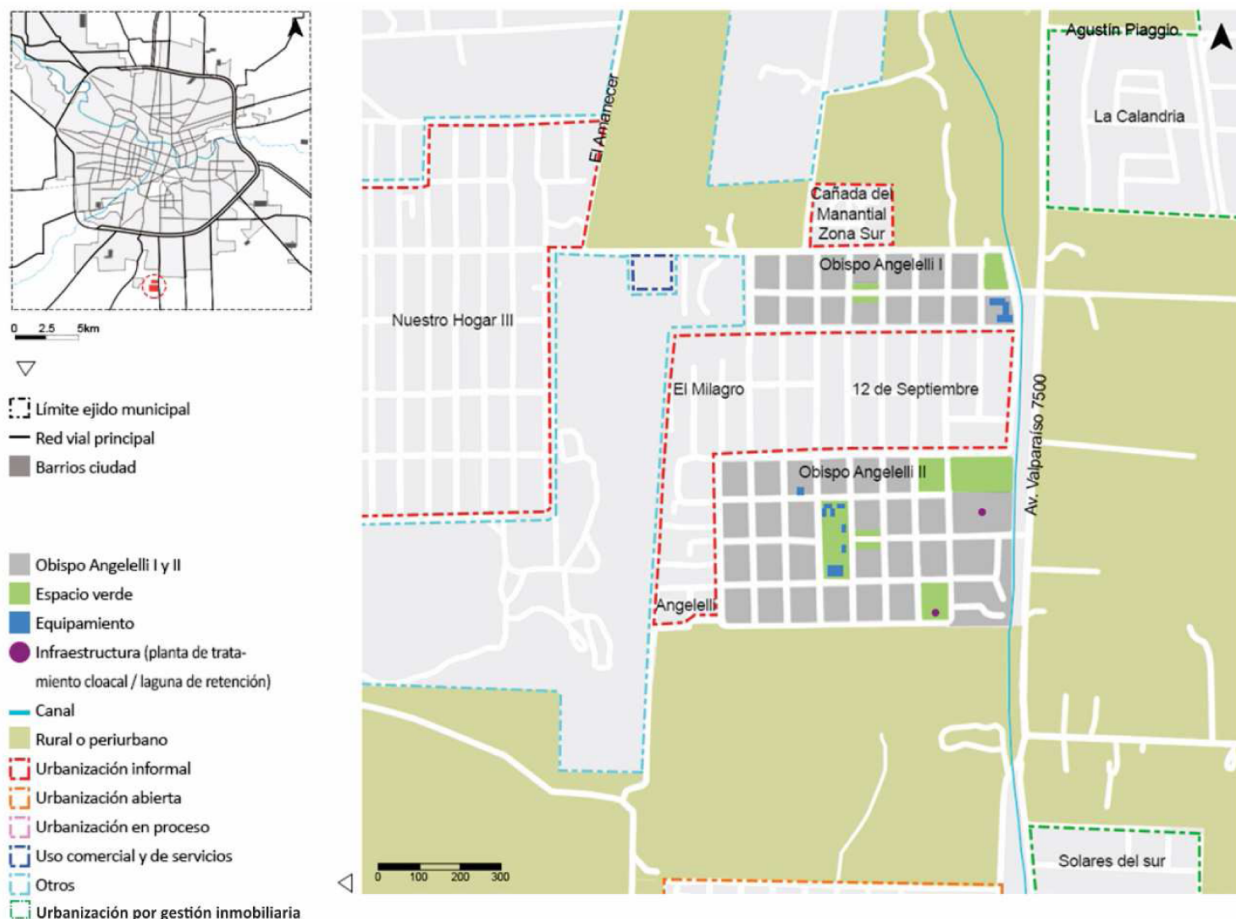 0 2.5 5km
Límite ejido municipal
Red vial principal
Barrios ciudad
Obispo Angelelli I y II
Espacio verde
Equipamiento
Infraestructura (planta de trata-
miento cloacal / laguna de retención)
Canal
Rural o periurbano
Urbanización informal
Urbanización abierta
Urbanización en proceso
Uso comercial y de servicios
Otros
Urbanización por gestión inmobiliaria
Agustín Piaggio
La Calandria
El Amanecer
Cañada del
Manantial
Zona Sur
Obispo Angelelli I
Nuestro Hogar III
El Milagro
12 de Septiembre
Av. Valparaíso 7500
Obispo Angelelli II
Angelelli
Solares del sur
0 100 200 300